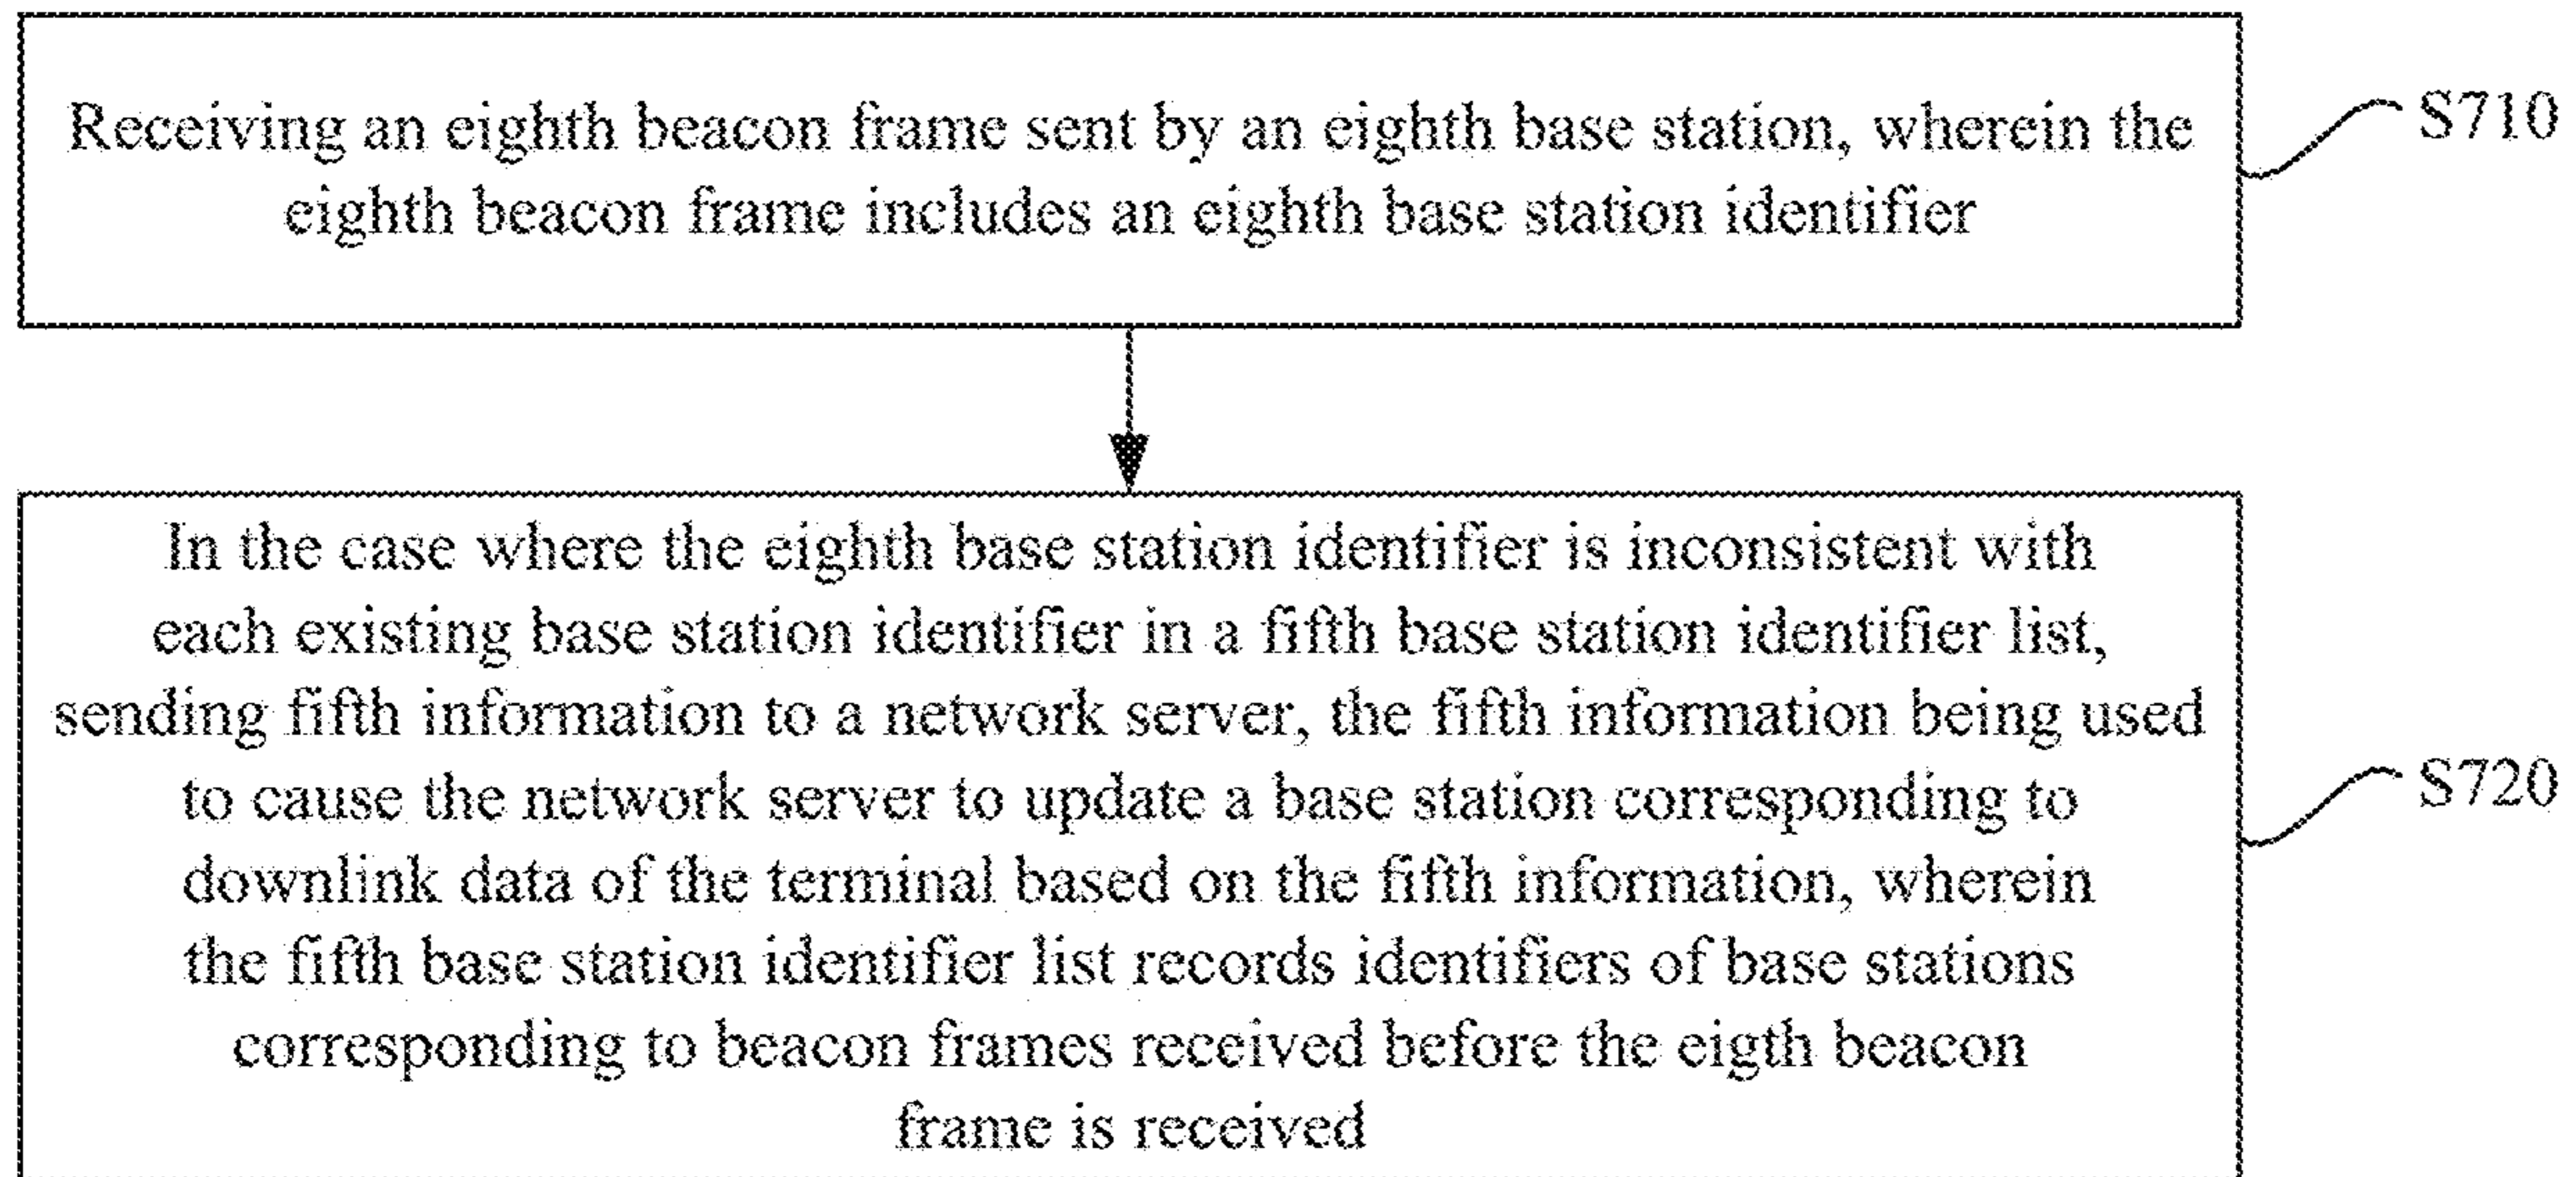 Receiving an eighth beacon frame sent by an eighth base station, wherein the
eighth beacon frame includes an eighth base station identifier
S710
In the case where the eighth base station identifier is inconsistent with
each existing base station identifier in a fifth base station identifier list,
sending fifth information to a network server, the fifth information being used
to cause the network server to update a base station corresponding to
downlink data of the terminal based on the fifth information, wherein
the fifth base station identifier list records identifiers of base stations
corresponding to beacon frames received before the eigth beacon
frame is received
S720